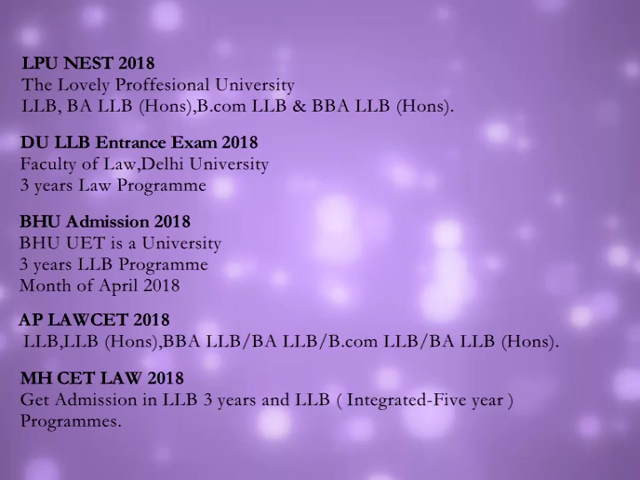 LPU NEST 2018
The Lovely Proffesional University
LLB, BA LLB (Hons),B.com LLB & BBA LLB (Hons).
DU LLB Entrance Exam 2018
Faculty of Law,Delhi University
3 years Law Programme
BHU Admission 2018
BHU UET is a University
3 years LLB Programme
Month of April 2018
AP LAWCET 2018
LLB,LLB (Hons),BBA LLB/BA LLB/B.com LLB/BA LLB (Hons).
MH CET LAW 2018
Get Admission in LLB 3 years and LLB ( Integrated-Five year )
Programmes.